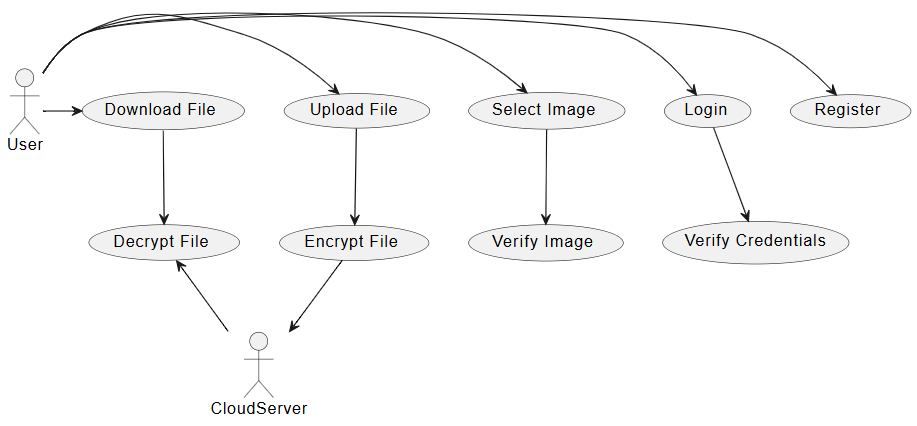 Download File
Upload File
Select Image
Login
Register
User
Decrypt File
Encrypt File
Verify Image
Verify Credentials
CloudServer